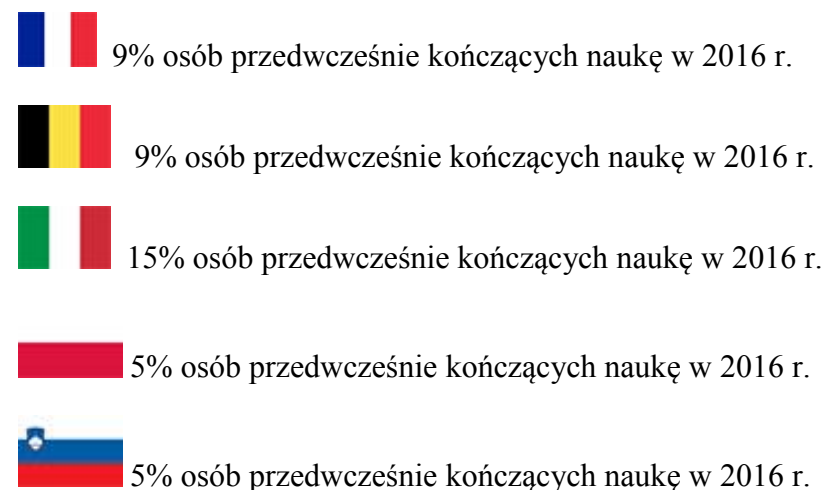 9% osób przedwcześnie kończących naukę w 2016 r.
9% osób przedwcześnie kończących naukę w 2016 r.
15% osób przedwcześnie kończących naukę w 2016 r.
5% osób przedwcześnie kończących naukę w 2016 r.
5% osób przedwcześnie kończących naukę w 2016 r.